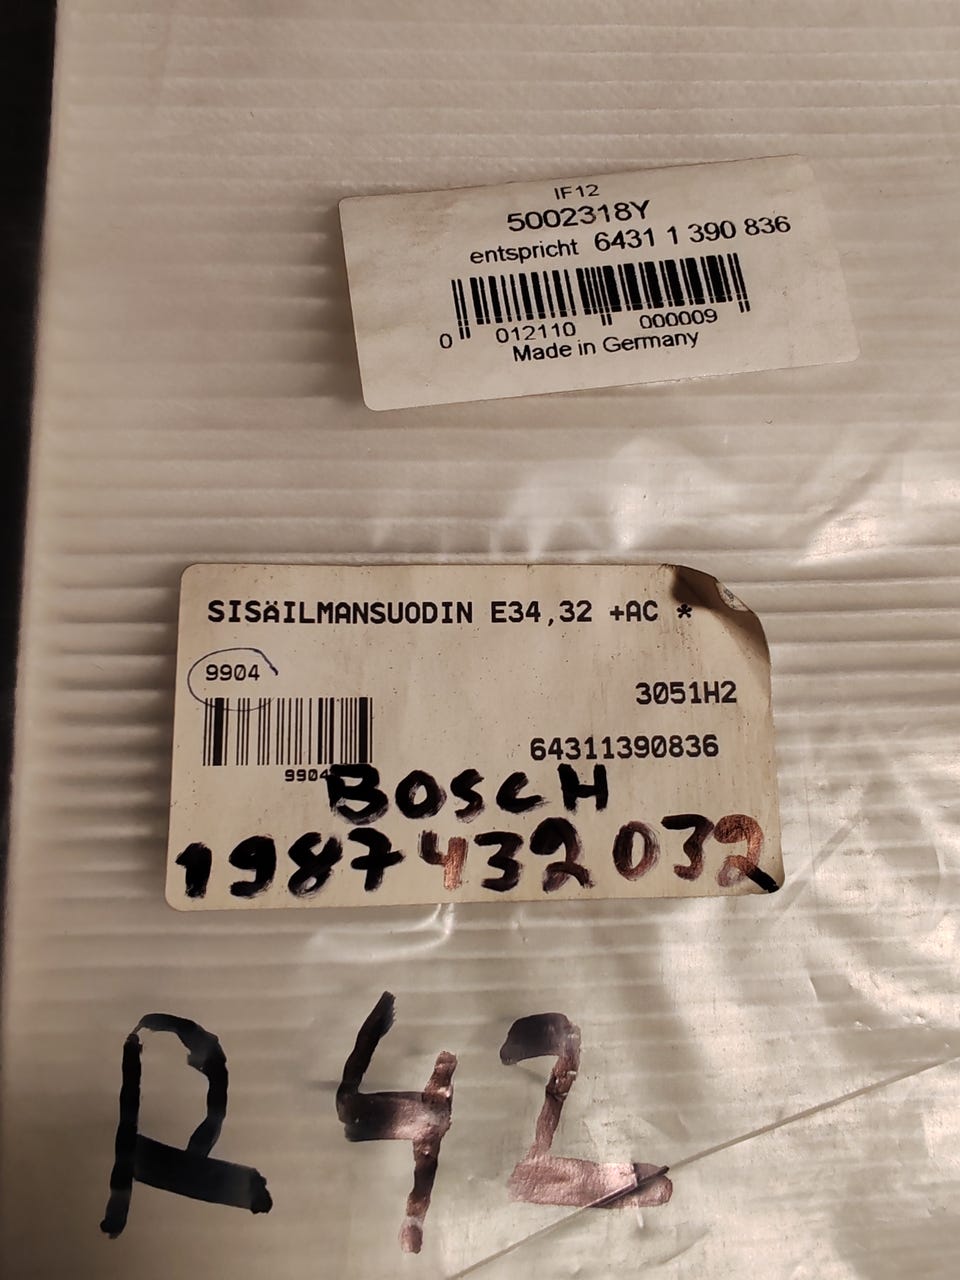 IF12
5002318Y
entspricht 6431 1 390 836
0 012110 000009
Made in Germany
SISÄILMANSUODIN E34,32 +AC *
9904
3051H2
64311390836
9904
BOSCH
1987432032
R42